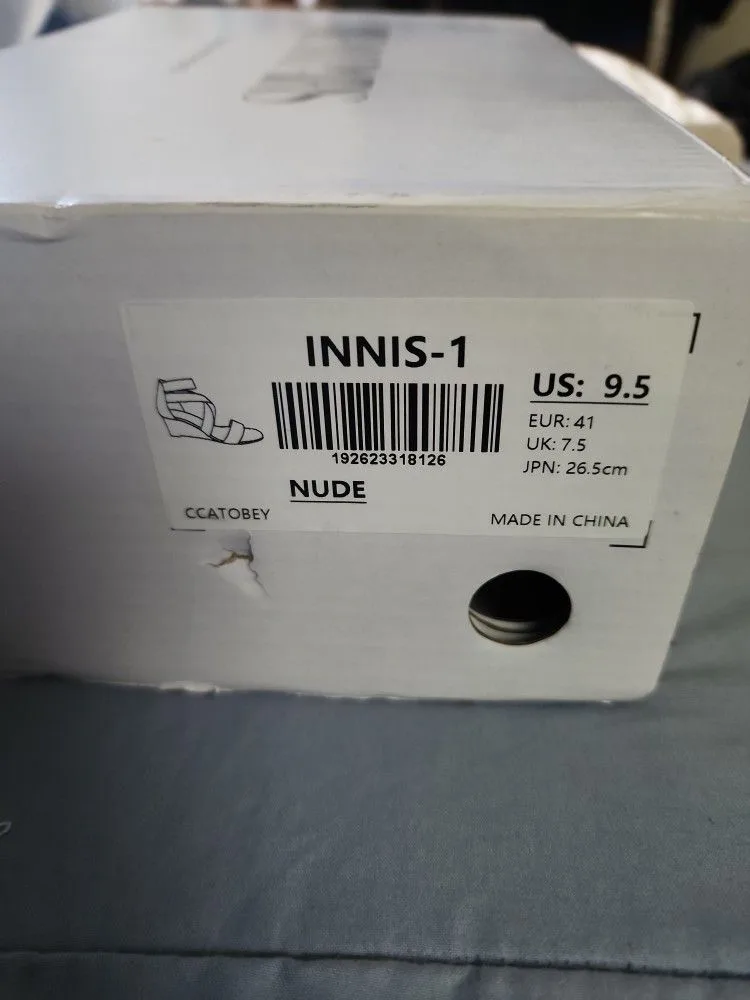 INNIS-1
192623318126
NUDE
CCATOBEY
US: 9.5
EUR: 41
UK: 7.5
JPN: 26.5cm
MADE IN CHINA